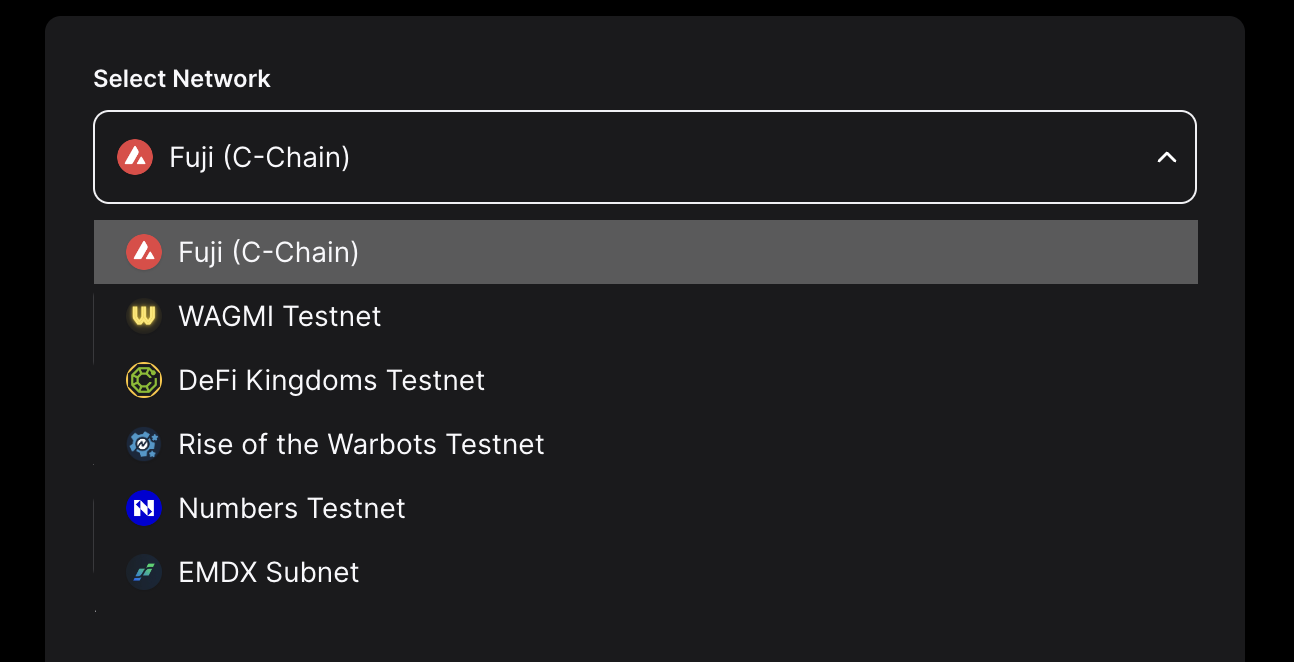 Select Network
Fuji (C-Chain)
Fuji (C-Chain)
WAGMI Testnet
DeFi Kingdoms Testnet
Rise of the Warbots Testnet
Numbers Testnet
EMDX Subnet